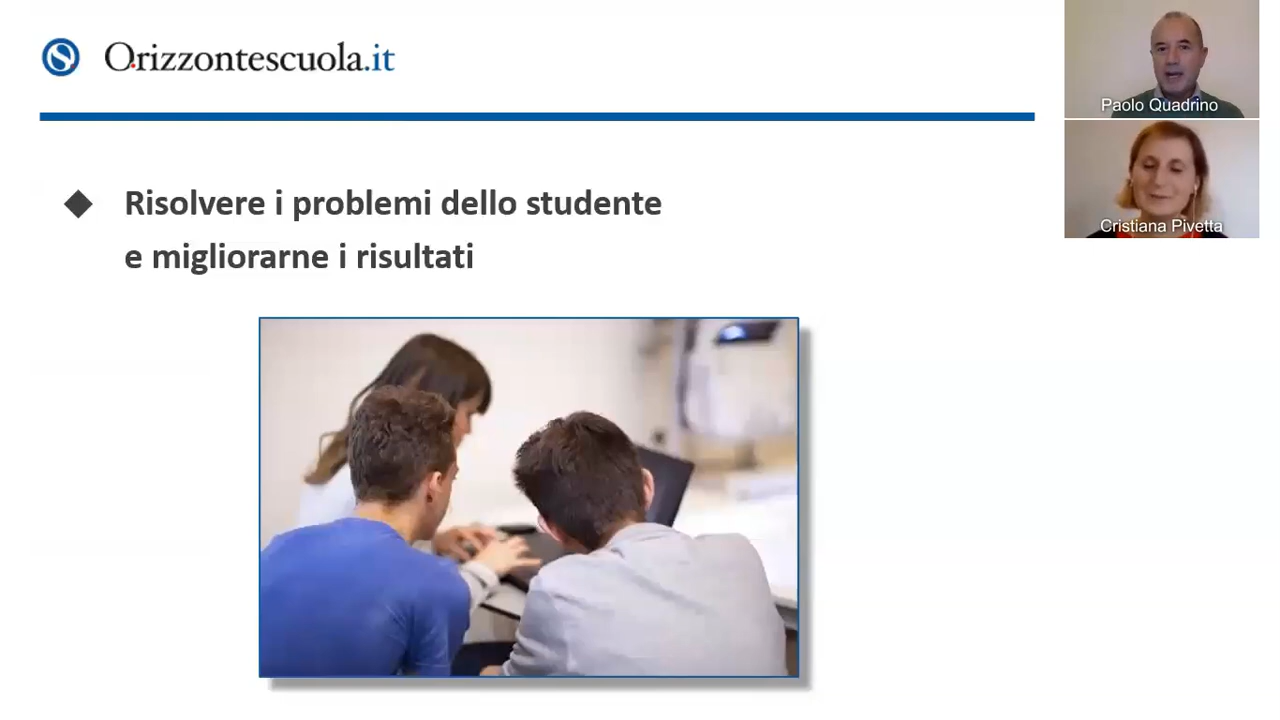 Orizzontescuola.it
Risolvere i problemi dello studente
e migliorarne i risultati
Paolo Quadrino
Cristiana Pivetta